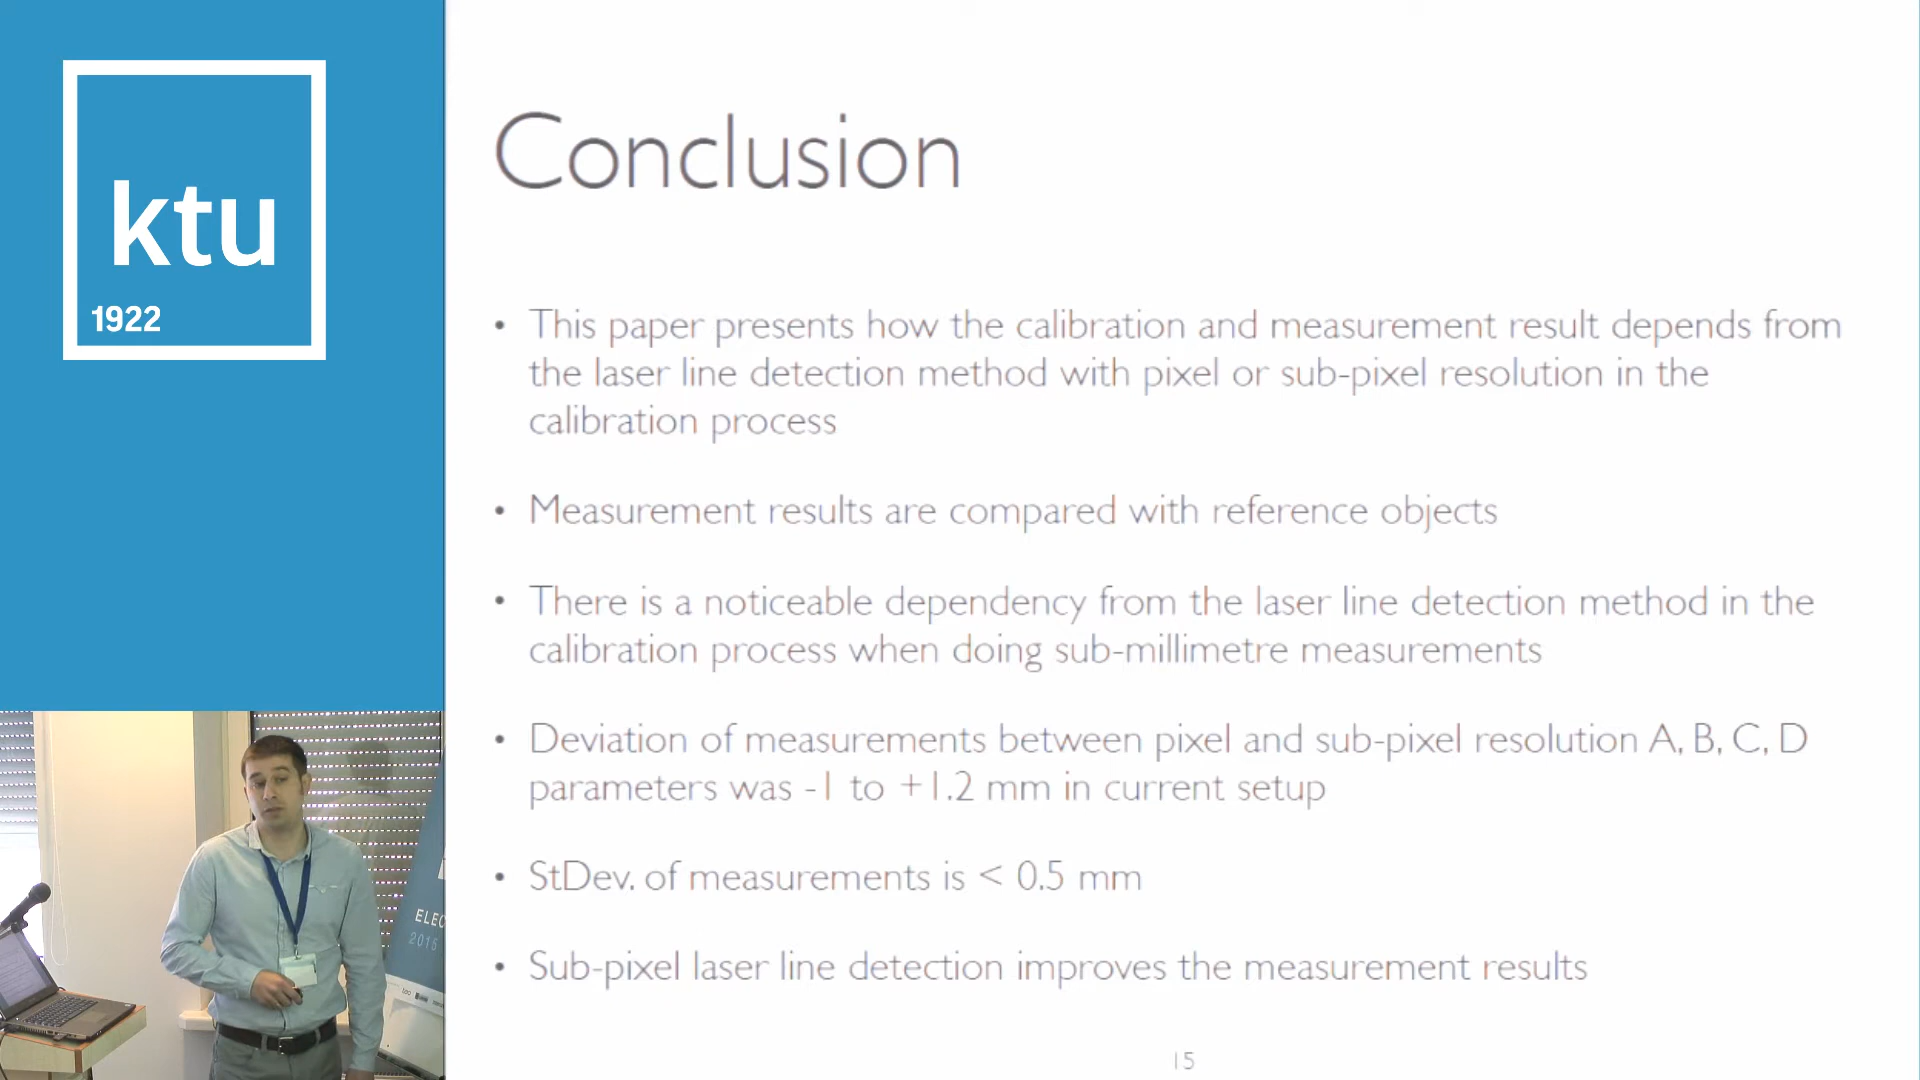 ktu
1922
Conclusion
• This paper presents how the calibration and measurement result depends from
the laser line detection method with pixel or sub-pixel resolution in the
calibration process
• Measurement results are compared with reference objects
• There is a noticeable dependency from the laser line detection method in the
calibration process when doing sub-millimetre measurements
• Deviation of measurements between pixel and sub-pixel resolution A, B, C, D
parameters was -1 to +1.2 mm in current setup
• StDev. of measurements is < 0.5 mm
• Sub-pixel laser line detection improves the measurement results
15
ELEC
2015